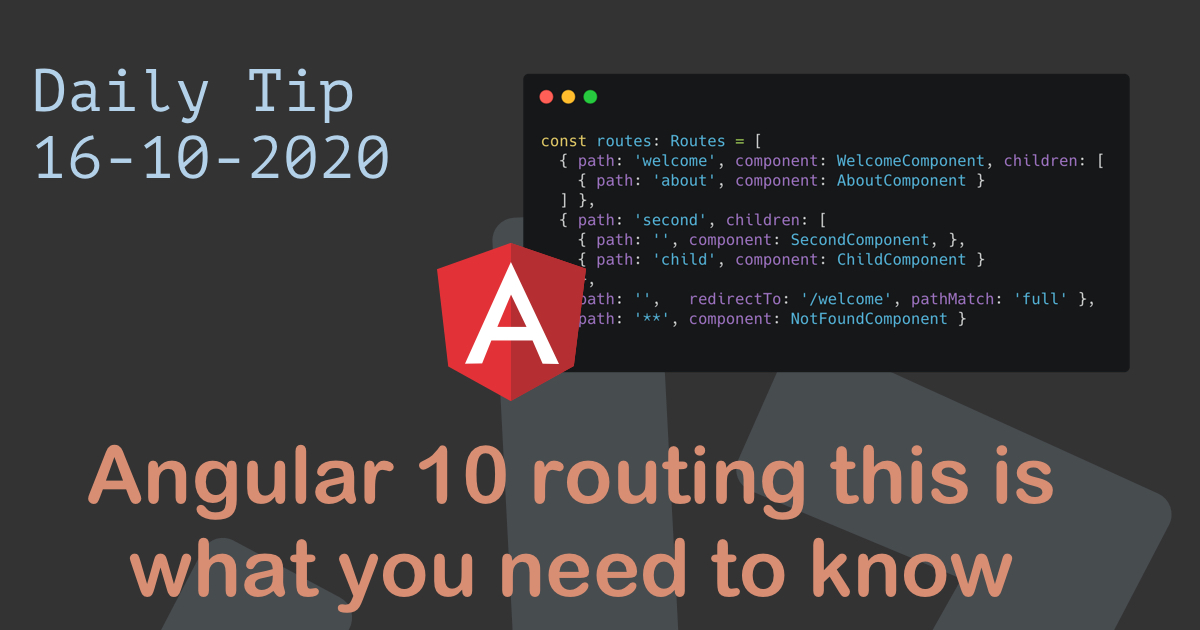 Daily Tip
16-10-2020
const routes: Routes = [
  { path: 'welcome', component: WelcomeComponent, children: [
    { path: 'about', component: AboutComponent }
  ] },
  { path: 'second', children: [
    { path: '', component: SecondComponent, },
    { path: 'child', component: ChildComponent }
},
path: '',   redirectTo: '/welcome', pathMatch: 'full' },
path: '**', component: NotFoundComponent }
A
Angular 10 routing this is
what you need to know